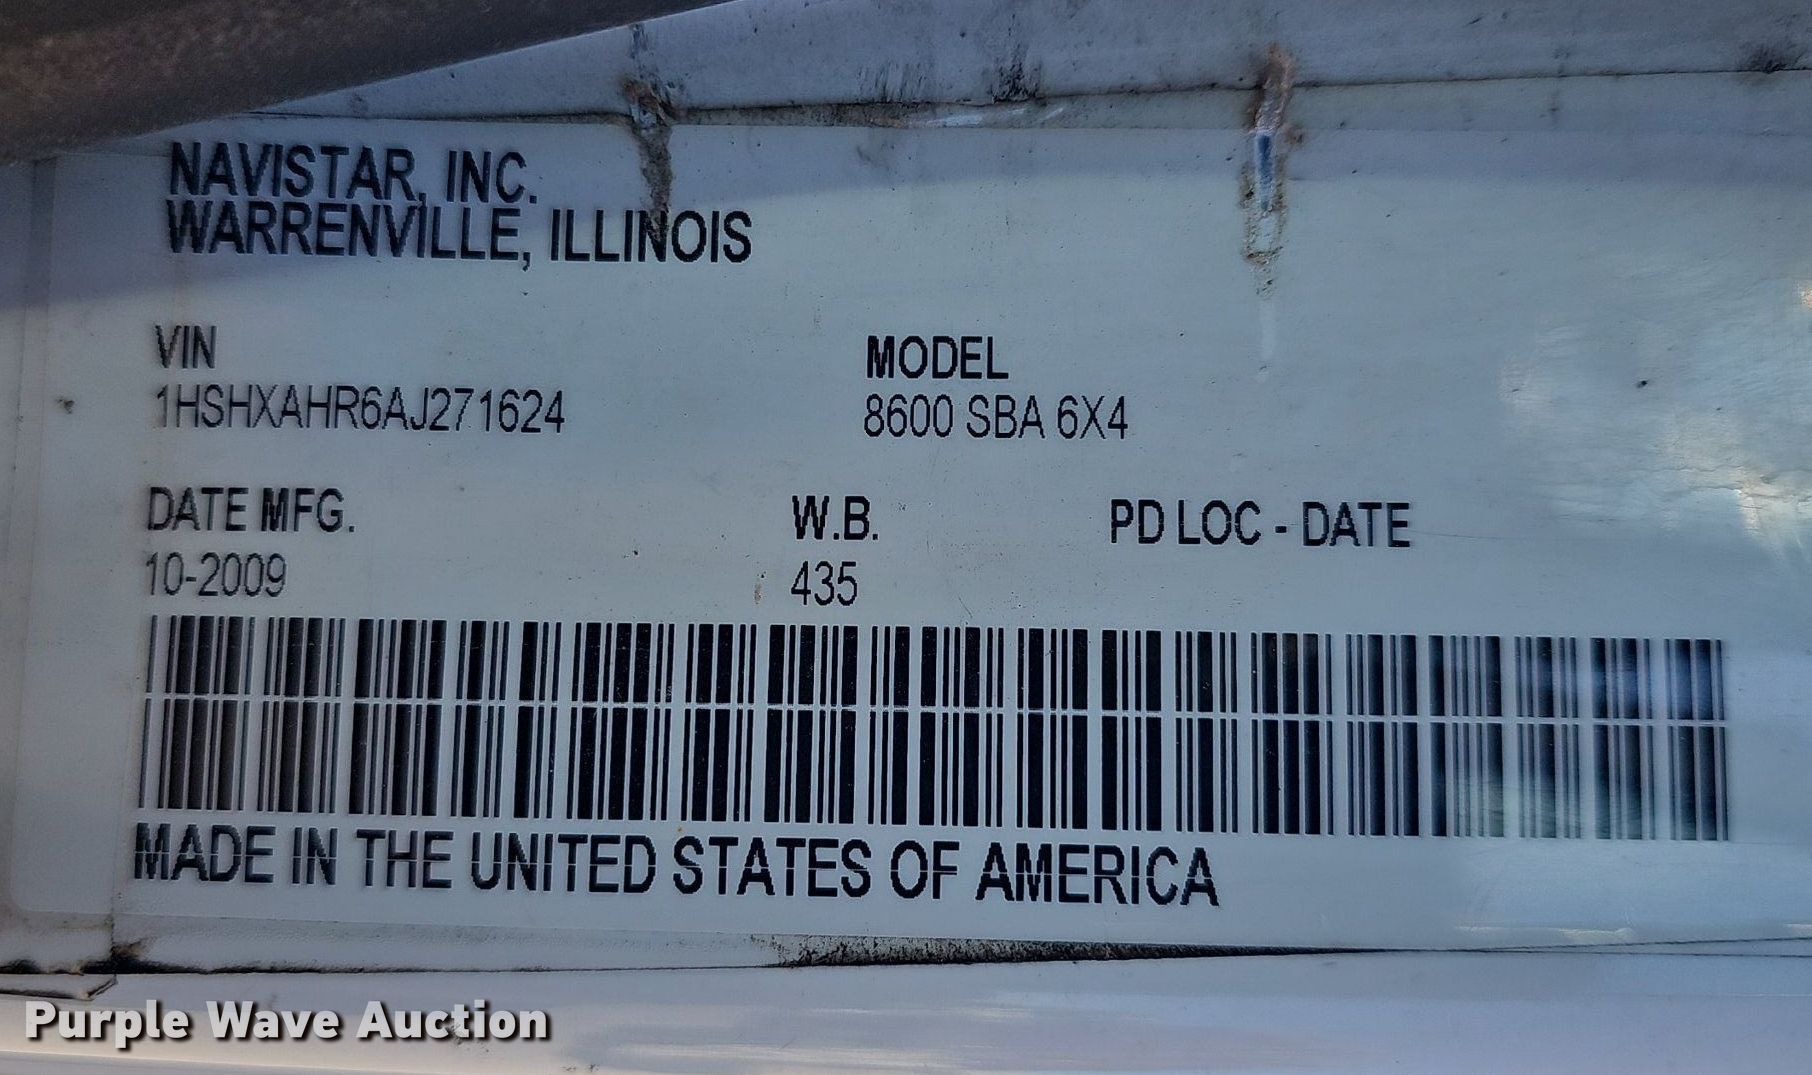 NAVISTAR, INC.
WARRENVILLE, ILLINOIS
VIN MODEL
1HSHXAHR6AJ271624 8600 SBA 6X4
DATE MFG. W.B. PD LOC - DATE
10-2009 435
MADE IN THE UNITED STATES OF AMERICA
Purple Wave Auction